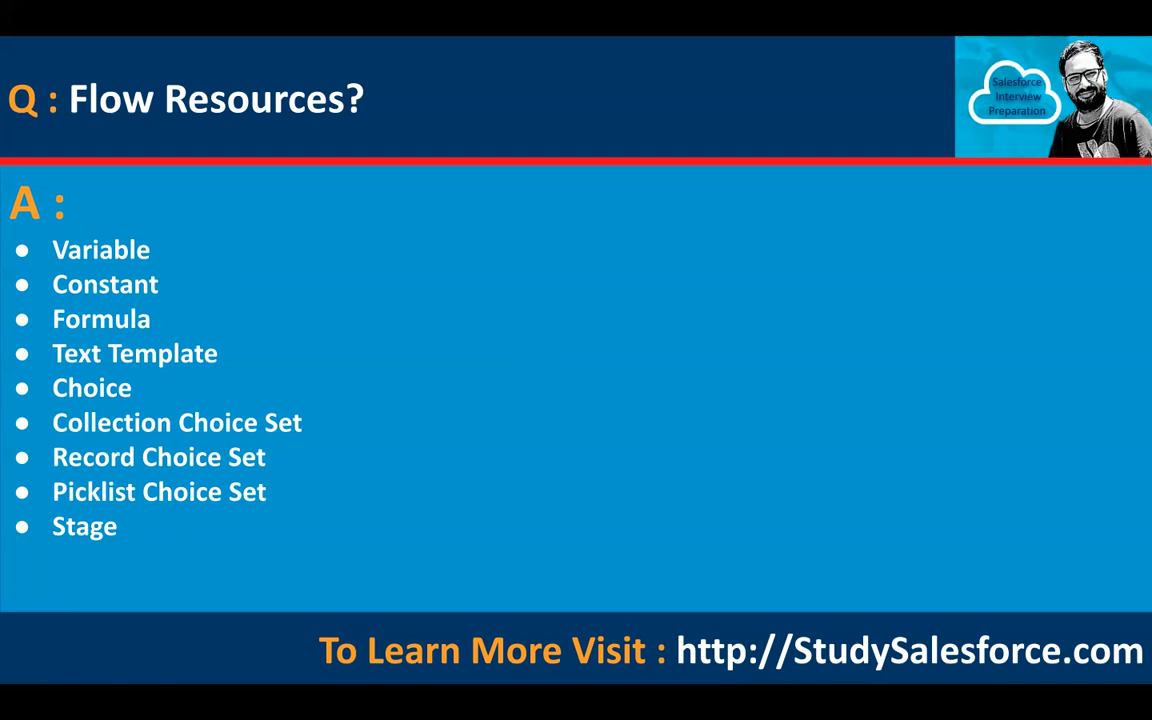 Q : Flow Resources?
Salesforce
Interview
Preparation
A :
● Variable
● Constant
● Formula
● Text Template
● Choice
● Collection Choice Set
● Record Choice Set
● Picklist Choice Set
● Stage
To Learn More Visit : http://StudySalesforce.com